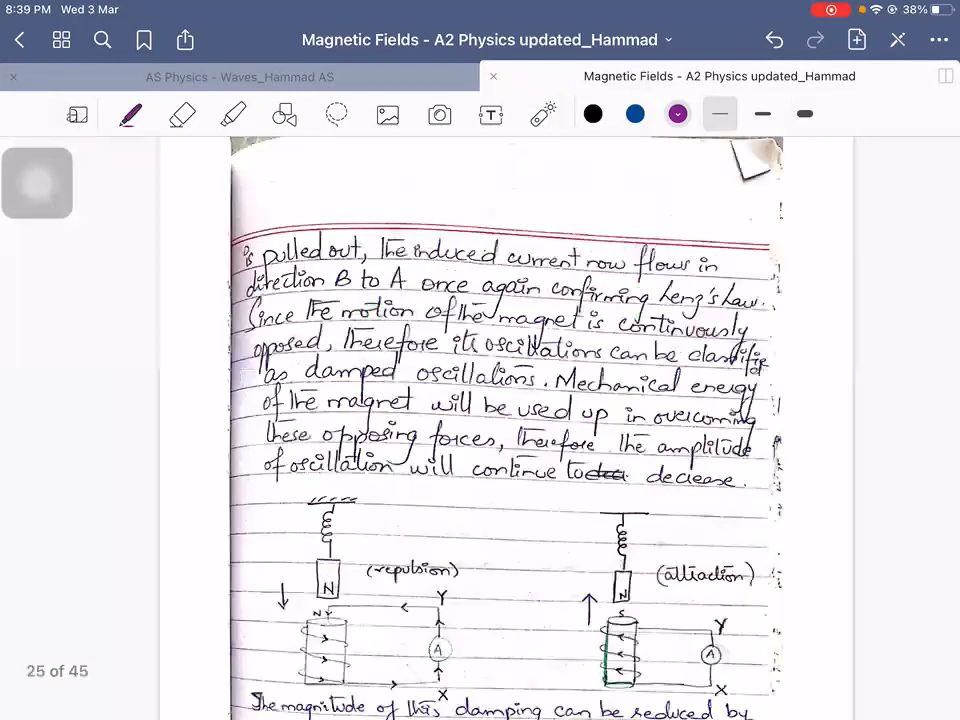 8:39 PM Wed 3 Mar
38%
Magnetic Fields - A2 Physics updated_Hammad
AS Physics - Waves_Hammad AS
Magnetic Fields - A2 Physics updated_Hammad
T
is pulled out, the induced current now flows in
direction B to A once again confirming Lenz's Law.
Since the motion of the magnet is continuously
opposed, therefore its oscillations can be classified
as damped oscillations. Mechanical energy
of the magnet will be used up in overcoming
these opposing forces, therefore the amplitude
of oscillation will continue to decrease.
(repulsion)
(attraction)
N
N
N
Y
S
Y
Y
A
A
X
X
25 of 45
The magnitude of this damping can be reduced by